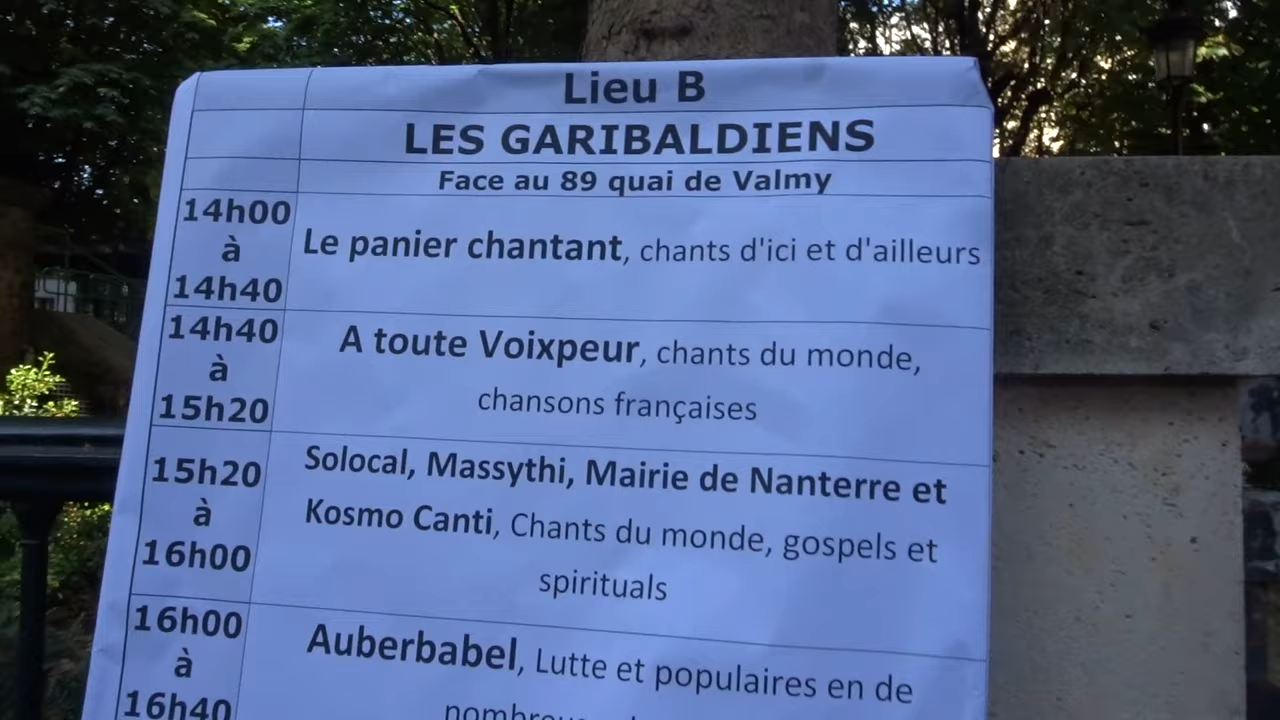 Lieu B
LES GARIBALDIENS
Face au 89 quai de Valmy
14h00
à
14h40
Le panier chantant, chants d'ici et d'ailleurs
14h40
à
15h20
A toute Voixpeur, chants du monde,
chansons françaises
15h20
à
16h00
Solocal, Massythi, Mairie de Nanterre et
Kosmo Canti, Chants du monde, gospels et
spirituals
16h00
à
16h40
Auberbabel, Lutte et populaires en de